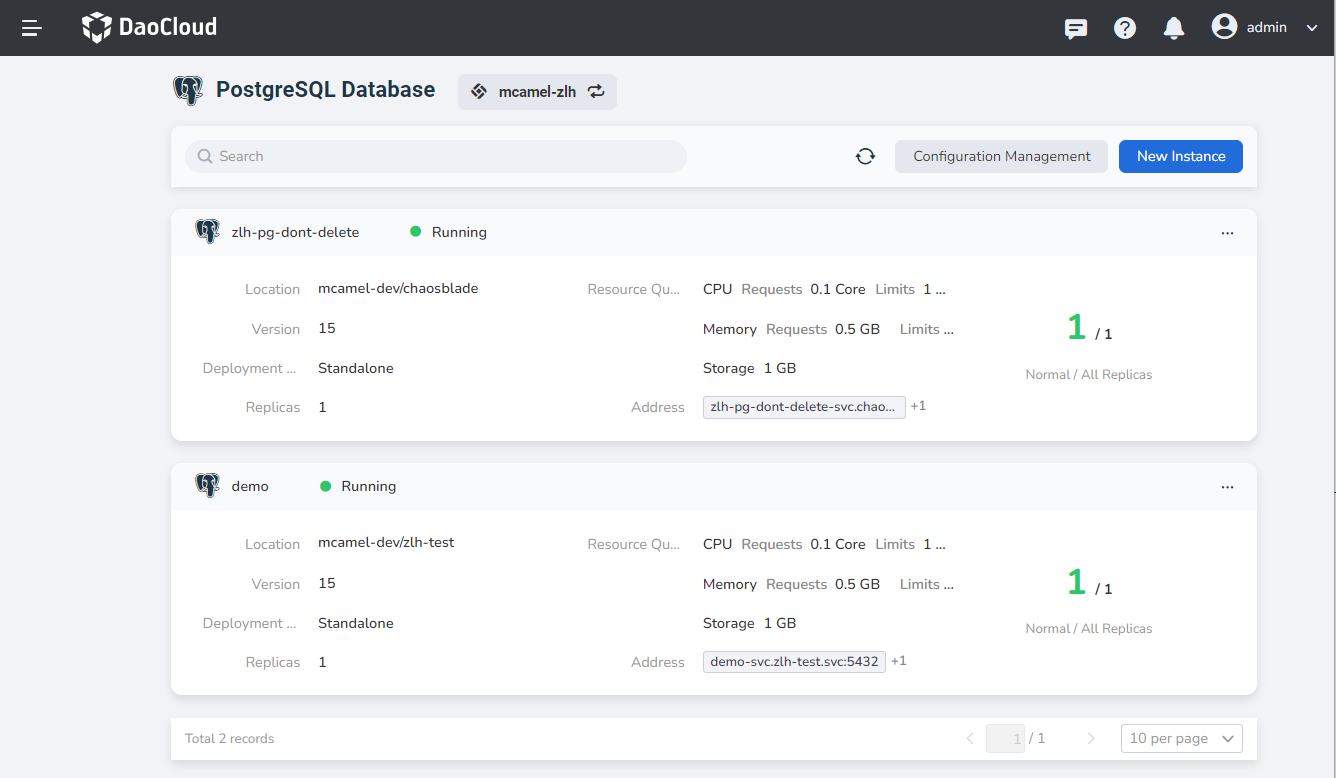 DaoCloud
admin
PostgreSQL Database
mcamel-zlh
Search
Configuration Management
New Instance
zlh-pg-dont-delete
Running
...
Location mcamel-dev/chaosblade
Resource Qu... CPU Requests 0.1 Core Limits 1 ...
Version 15
Memory Requests 0.5 GB Limits ...
1 / 1
Deployment ... Standalone
Storage 1 GB
Normal / All Replicas
Replicas 1
Address zlh-pg-dont-delete-svc.chao... +1
demo
Running
...
Location mcamel-dev/zlh-test
Resource Qu... CPU Requests 0.1 Core Limits 1 ...
Version 15
Memory Requests 0.5 GB Limits ...
1 / 1
Deployment ... Standalone
Storage 1 GB
Normal / All Replicas
Replicas 1
Address demo-svc.zlh-test.svc:5432 +1
Total 2 records
1 / 1
10 per page